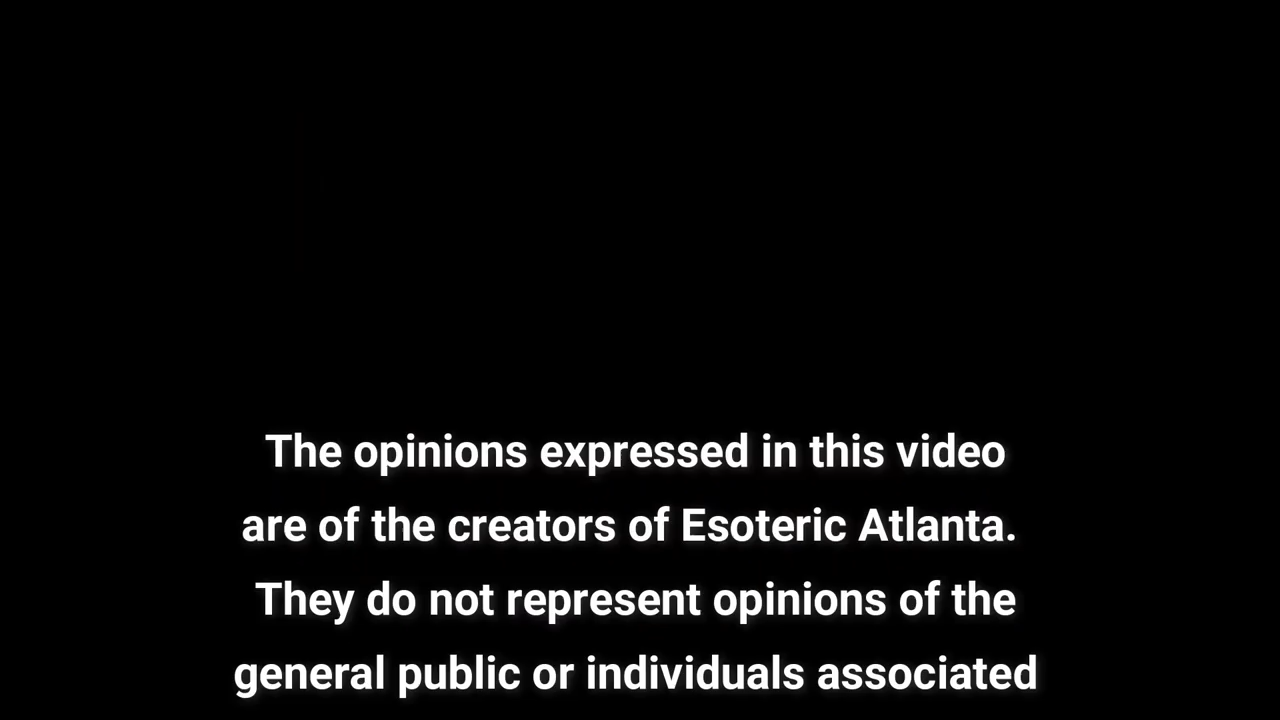 The opinions expressed in this video
are of the creators of Esoteric Atlanta.
They do not represent opinions of the
general public or individuals associated